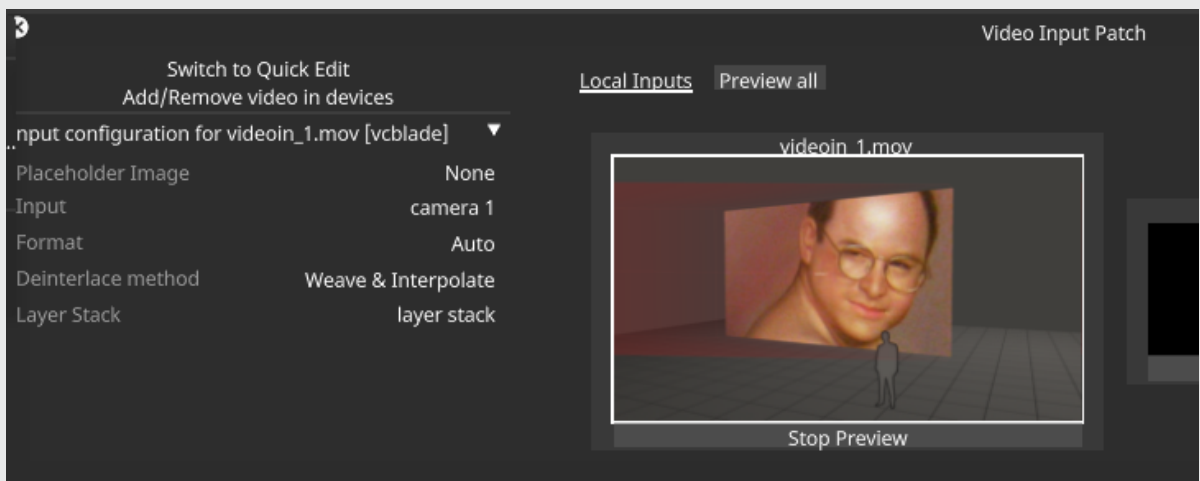 Video Input Patch
Switch to Quick Edit
Add/Remove video in devices
nput configuration for videoin_1.mov [vcblade]
Placeholder Image None
Input camera 1
Format Auto
Deinterlace method Weave & Interpolate
Layer Stack layer stack
Local Inputs Preview all
videoin_1.mov
Stop Preview